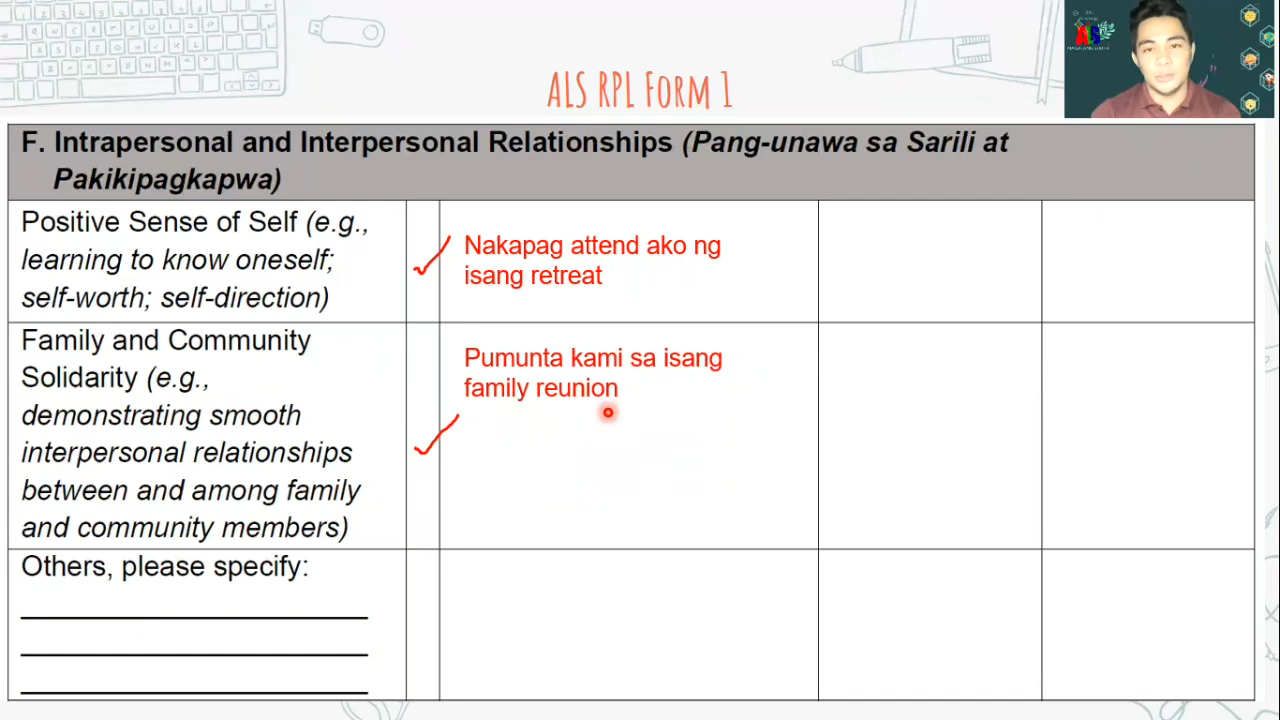 ALS
ALS RPL FORM 1
F. Intrapersonal and Interpersonal Relationships (Pang-unawa sa Sarili at
Pakikipagkapwa)
Positive Sense of Self (e.g.,
learning to know oneself;
self-worth; self-direction)
Nakapag attend ako ng
isang retreat
Family and Community
Solidarity (e.g.,
demonstrating smooth
interpersonal relationships
between and among family
and community members)
Pumunta kami sa isang
family reunion
Others, please specify: